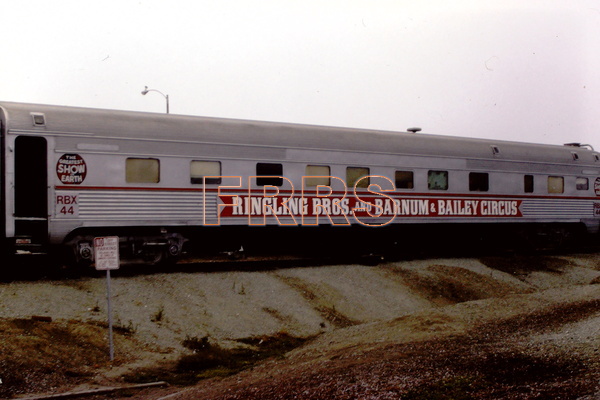 THE
GREATEST
SHOW
ON
EARTH
RBX
44
RINGLING BROS. AND BARNUM & BAILEY CIRCUS
FRRS